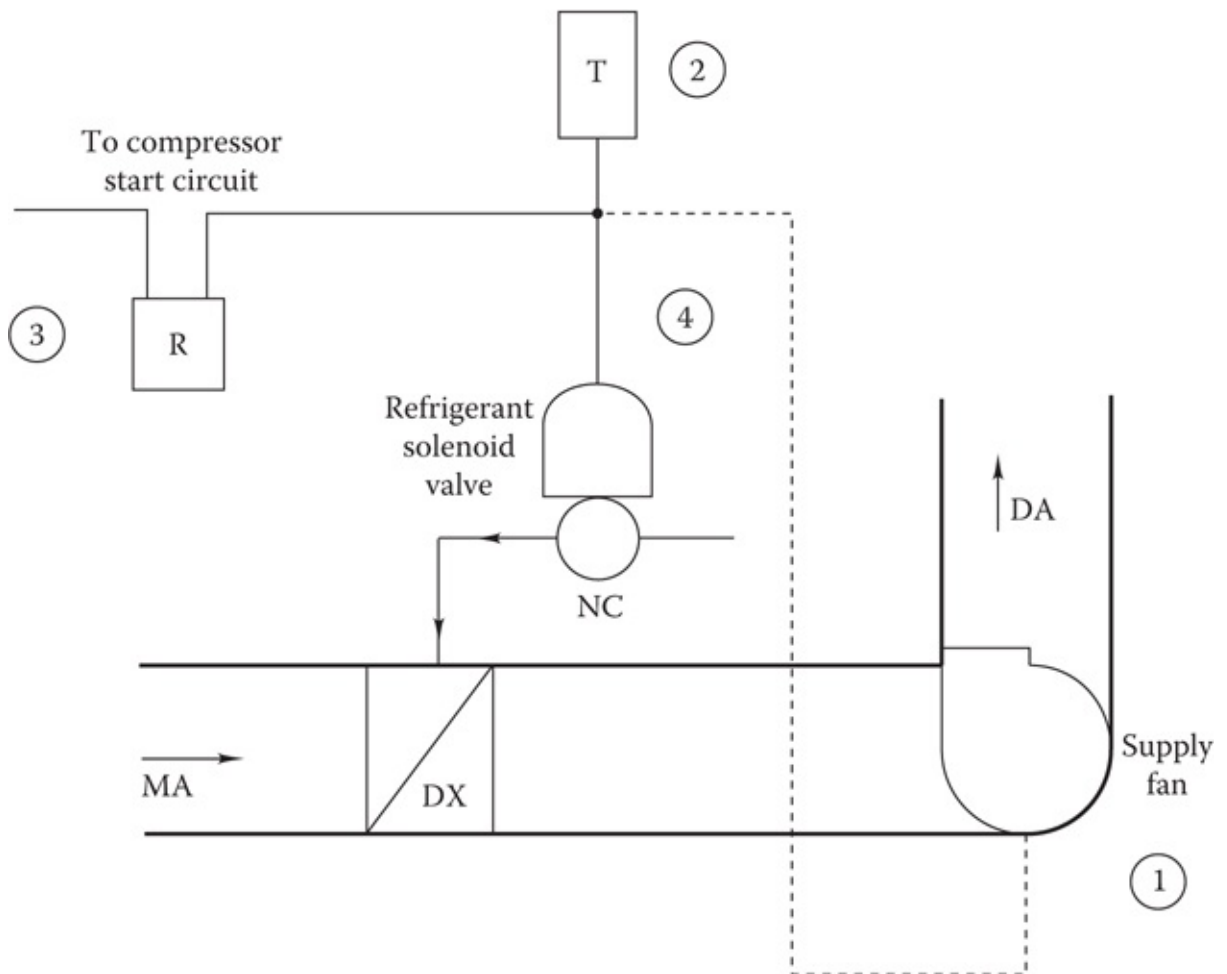 T
2
To compressor
start circuit
3
R
4
Refrigerant
solenoid
valve
NC
DA
MA
DX
Supply
fan
1